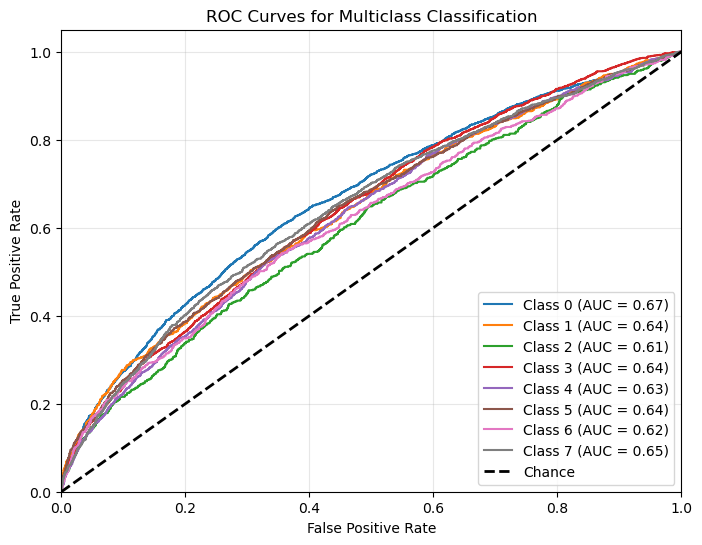 ROC Curves for Multiclass Classification
True Positive Rate
1.0
0.8
0.6
0.4
0.2
0.0
Class 0 (AUC = 0.67)
Class 1 (AUC = 0.64)
Class 2 (AUC = 0.61)
Class 3 (AUC = 0.64)
Class 4 (AUC = 0.63)
Class 5 (AUC = 0.64)
Class 6 (AUC = 0.62)
Class 7 (AUC = 0.65)
Chance
0.0 0.2 0.4 0.6 0.8 1.0
False Positive Rate